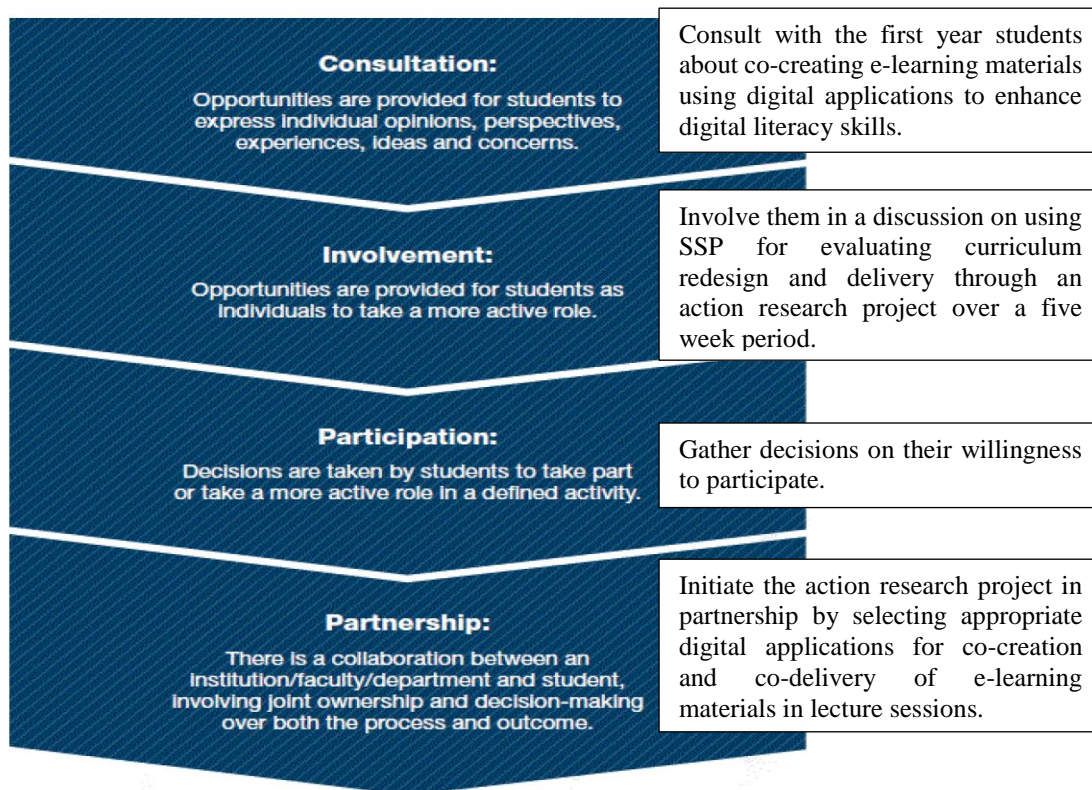 Consultation:
Opportunities are provided for students to
express individual opinions, perspectives,
experiences, ideas and concerns.
Consult with the first year students
about co-creating e-learning materials
using digital applications to enhance
digital literacy skills.
Involvement:
Opportunities are provided for students as
individuals to take a more active role.
Involve them in a discussion on using
SSP for evaluating curriculum
redesign and delivery through an
action research project over a five
week period.
Participation:
Decisions are taken by students to take part
or take a more active role in a defined activity.
Gather decisions on their willingness
to participate.
Partnership:
There is a collaboration between an
institution/faculty/department and student,
involving joint ownership and decision-making
over both the process and outcome.
Initiate the action research project in
partnership by selecting appropriate
digital applications for co-creation
and co-delivery of e-learning
materials in lecture sessions.